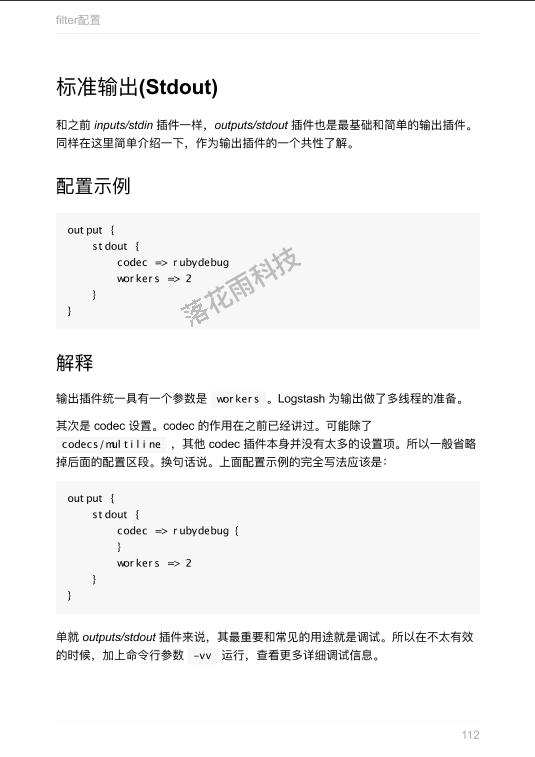 filter配置
标准输出(Stdout)
和之前 inputs/stdin 插件一样，outputs/stdout 插件也是最基础和简单的输出插件。
同样在这里简单介绍一下，作为输出插件的一个共性了解。
配置示例
output {
    stdout {
        codec => rubydebug
        workers => 2
    }
}
落花雨科技
解释
输出插件统一具有一个参数是 workers 。Logstash 为输出做了多线程的准备。
其次是 codec 设置。codec 的作用在之前已经讲过。可能除了
codecs/multiline ，其他 codec 插件本身并没有太多的设置项。所以一般省略
掉后面的配置区段。换句话说。上面配置示例的完全写法应该是：
output {
    stdout {
        codec => rubydebug {
        }
        workers => 2
    }
}
单就 outputs/stdout 插件来说，其最重要和常见的用途就是调试。所以在不太有效
的时候，加上命令行参数 -vv 运行，查看更多详细调试信息。
112